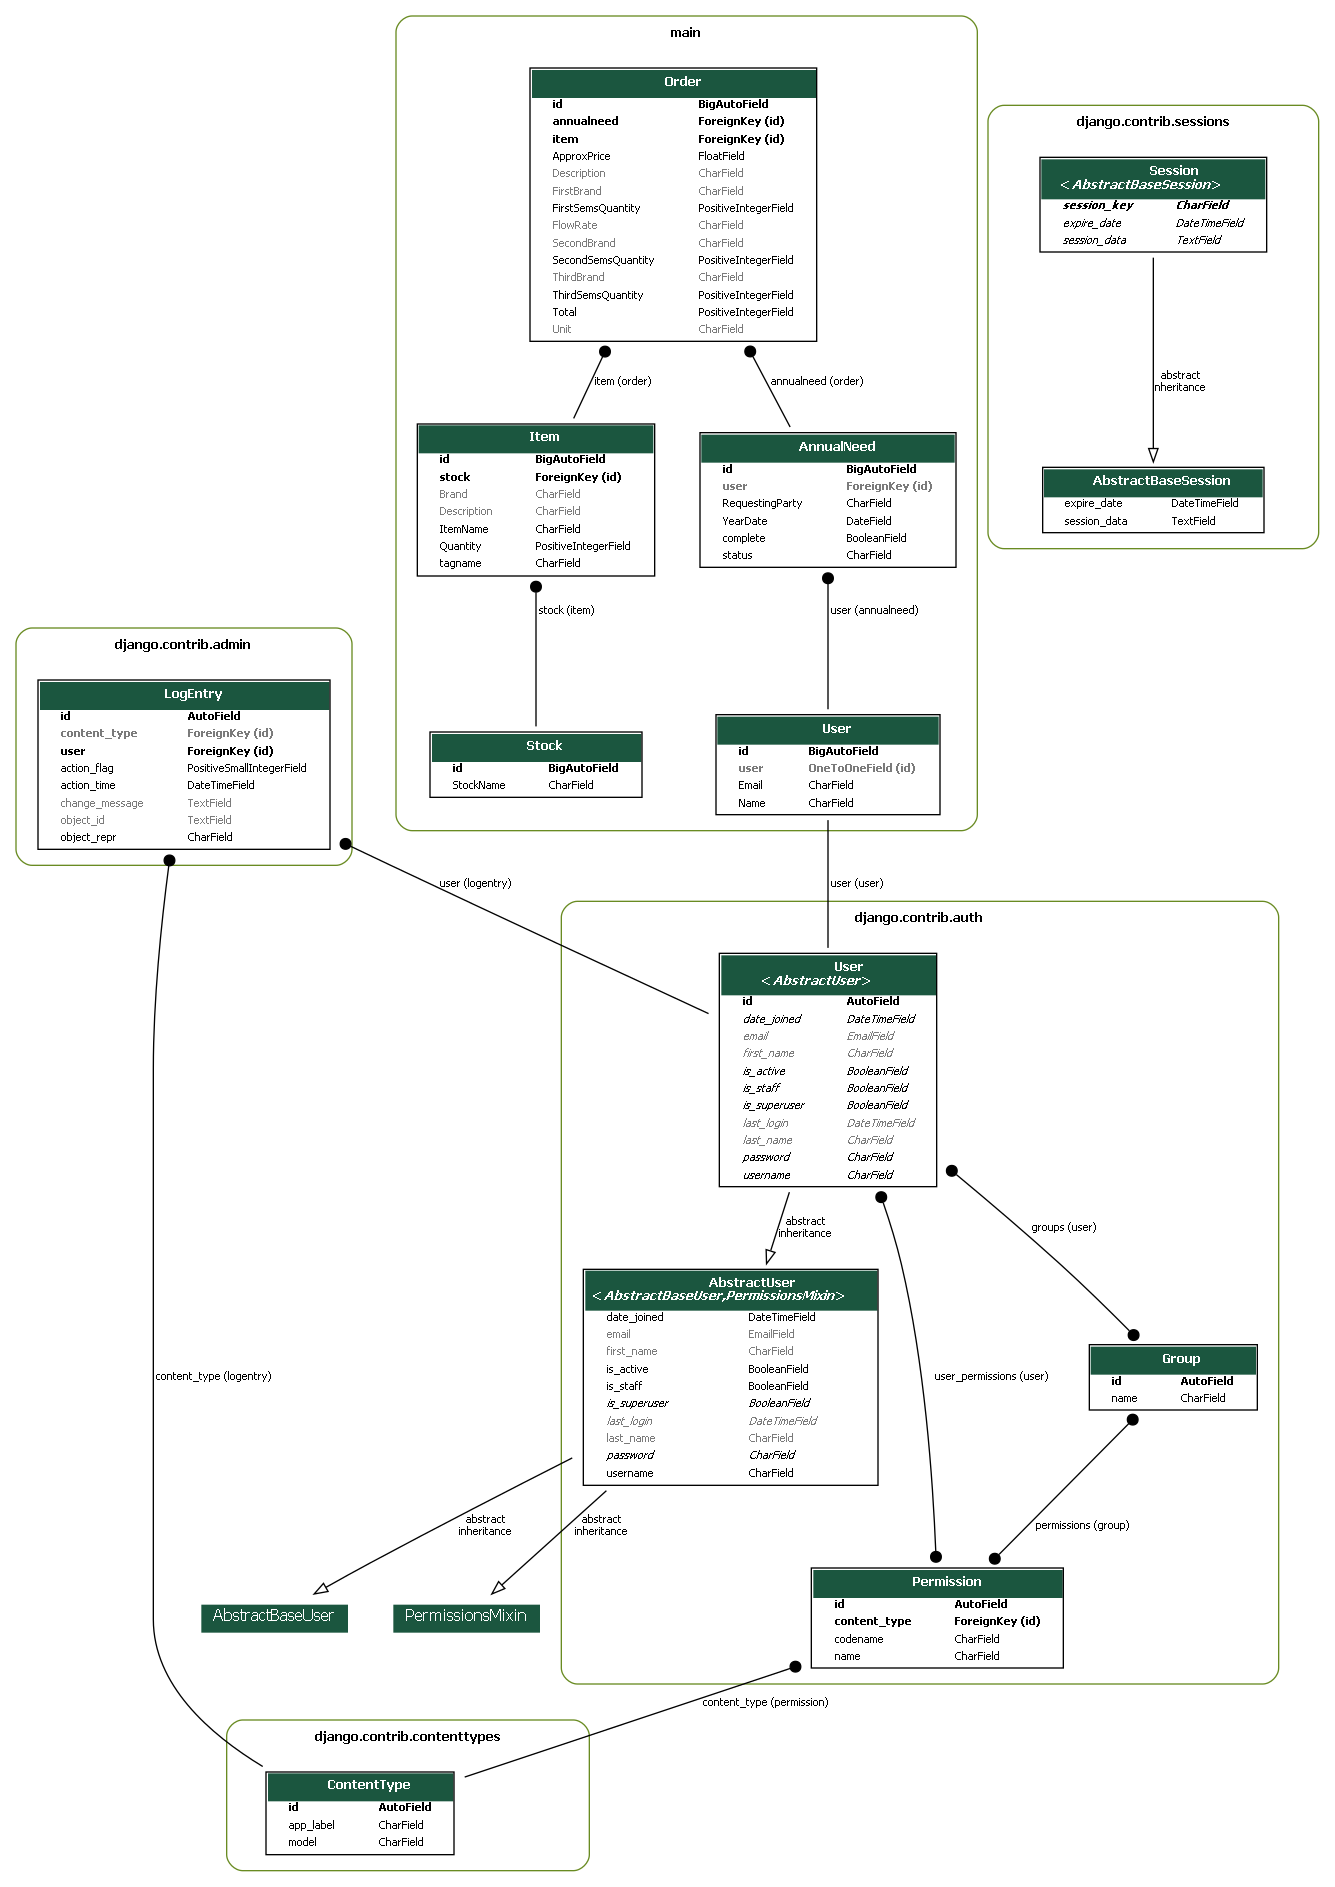 main
Order
id BigAutoField
annualneed ForeignKey (id)
item ForeignKey (id)
ApproxPrice FloatField
Description CharField
FirstBrand CharField
FirstSemsQuantity PositiveIntegerField
FlowRate CharField
SecondBrand CharField
SecondSemsQuantity PositiveIntegerField
ThirdBrand CharField
ThirdSemsQuantity PositiveIntegerField
Total PositiveIntegerField
Unit CharField
item (order)
annualneed (order)
Item
id BigAutoField
stock ForeignKey (id)
Brand CharField
Description CharField
ItemName CharField
Quantity PositiveIntegerField
tagname CharField
AnnualNeed
id BigAutoField
user ForeignKey (id)
RequestingParty CharField
YearDate DateField
complete BooleanField
status CharField
stock (item)
user (annualneed)
Stock
id BigAutoField
StockName CharField
User
id BigAutoField
user OneToOneField (id)
Email CharField
Name CharField
django.contrib.sessions
Session
<AbstractBaseSession>
session_key CharField
expire_date DateTimeField
session_data TextField
abstract
inheritance
AbstractBaseSession
expire_date DateTimeField
session_data TextField
django.contrib.admin
LogEntry
id AutoField
content_type ForeignKey (id)
user ForeignKey (id)
action_flag PositiveSmallIntegerField
action_time DateTimeField
change_message TextField
object_id TextField
object_repr CharField
user (logentry)
user (user)
django.contrib.auth
User
<AbstractUser>
id AutoField
date_joined DateTimeField
email EmailField
first_name CharField
is_active BooleanField
is_staff BooleanField
is_superuser BooleanField
last_login DateTimeField
last_name CharField
password CharField
username CharField
abstract
inheritance
groups (user)
AbstractUser
<AbstractBaseUser,PermissionsMixin>
date_joined DateTimeField
email EmailField
first_name CharField
is_active BooleanField
is_staff BooleanField
is_superuser BooleanField
last_login DateTimeField
last_name CharField
password CharField
username CharField
content_type (logentry)
user_permissions (user)
Group
id AutoField
name CharField
abstract
inheritance
abstract
inheritance
permissions (group)
AbstractBaseUser
PermissionsMixin
Permission
id AutoField
content_type ForeignKey (id)
codename CharField
name CharField
content_type (permission)
django.contrib.contenttypes
ContentType
id AutoField
app_label CharField
model CharField